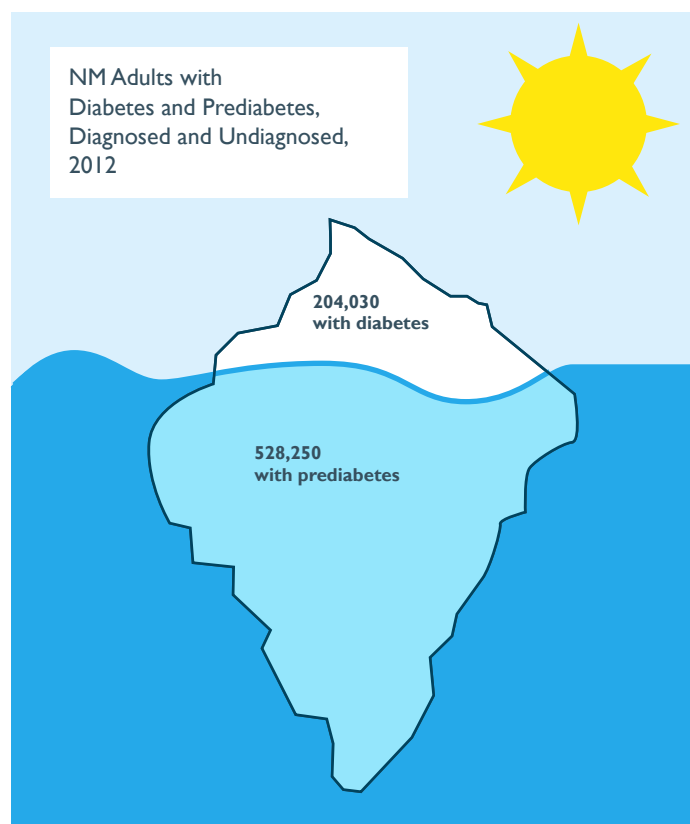 NM Adults with
Diabetes and Prediabetes,
Diagnosed and Undiagnosed,
2012
204,030
with diabetes
528,250
with prediabetes